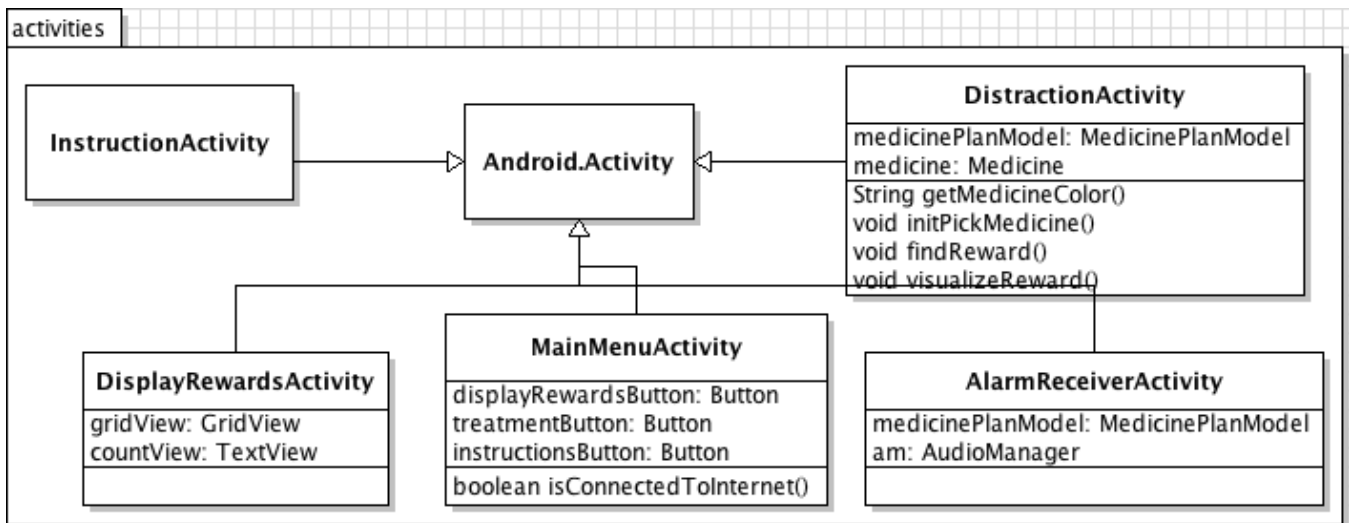 activities
InstructionActivity
Android.Activity
DistractionActivity
medicinePlanModel: MedicinePlanModel
medicine: Medicine
String getMedicineColor()
void initPickMedicine()
void findReward()
void visualizeReward()
DisplayRewardsActivity
gridView: GridView
countView: TextView
MainMenuActivity
displayRewardsButton: Button
treatmentButton: Button
instructionsButton: Button
boolean isConnectedToInternet()
AlarmReceiverActivity
medicinePlanModel: MedicinePlanModel
am: AudioManager